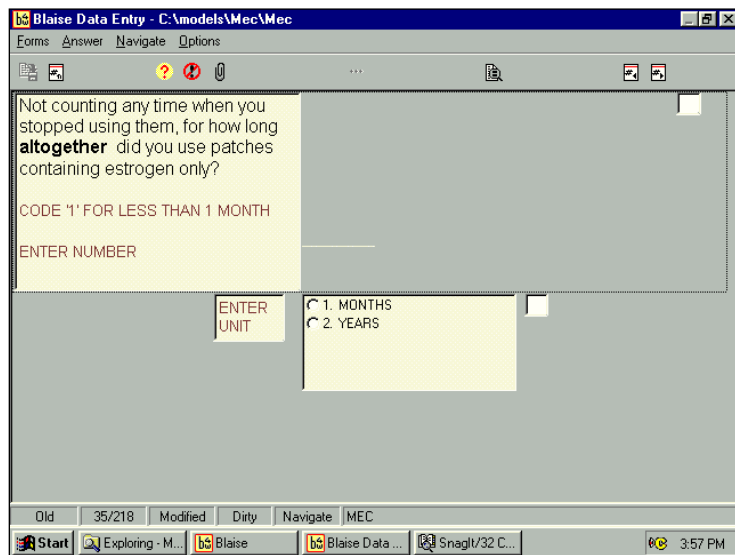 Blaise Data Entry - C:\models\Mec\Mec
Forms Answer Navigate Options
Not counting any time when you
stopped using them, for how long
altogether did you use patches
containing estrogen only?
CODE '1' FOR LESS THAN 1 MONTH
ENTER NUMBER
ENTER
UNIT
1. MONTHS
2. YEARS
Old 35/218 Modified Dirty Navigate MEC
Start Exploring - M... Blaise Blaise Data ... SnagIt/32 C... 3:57 PM